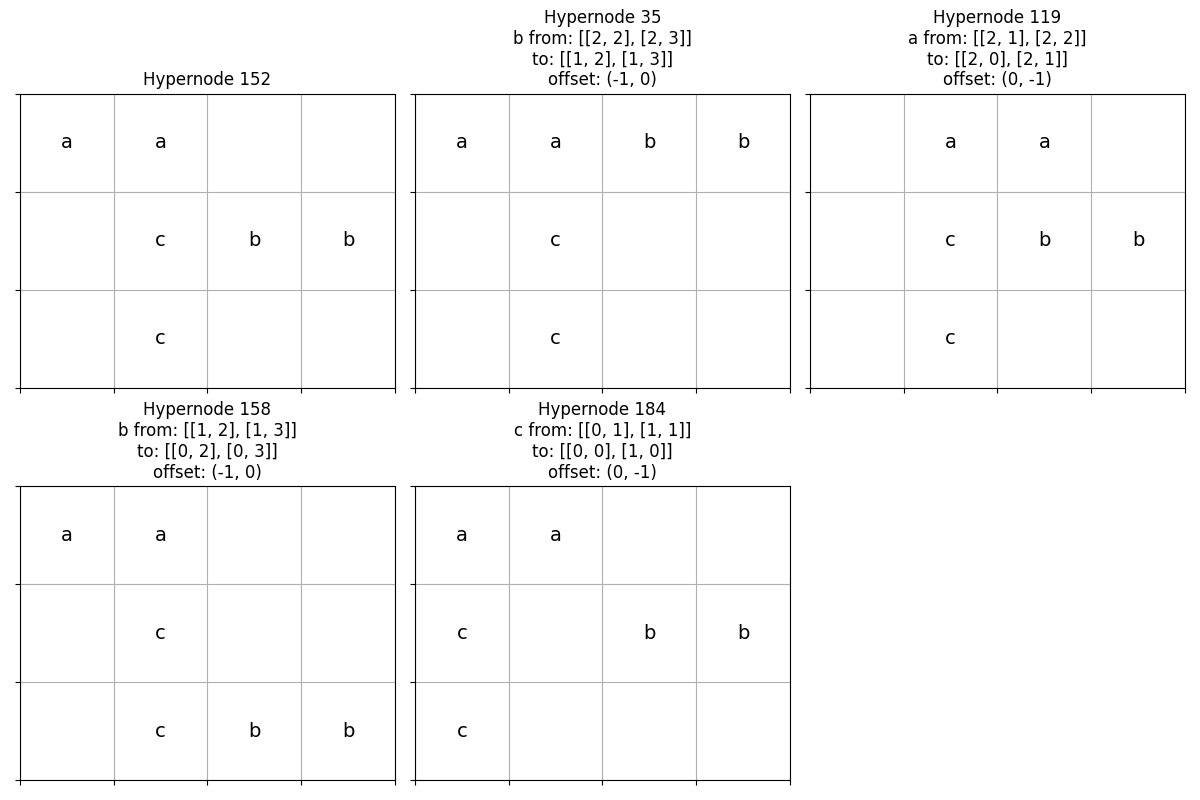 Hypernode 152
a a
c b b
c
Hypernode 35
b from: [[2, 2], [2, 3]]
to: [[1, 2], [1, 3]]
offset: (-1, 0)
a a b b
c
c
Hypernode 119
a from: [[2, 1], [2, 2]]
to: [[2, 0], [2, 1]]
offset: (0, -1)
a a
c b b
c
Hypernode 158
b from: [[1, 2], [1, 3]]
to: [[0, 2], [0, 3]]
offset: (-1, 0)
a a
c
c b b
Hypernode 184
c from: [[0, 1], [1, 1]]
to: [[0, 0], [1, 0]]
offset: (0, -1)
a a
c b b
c